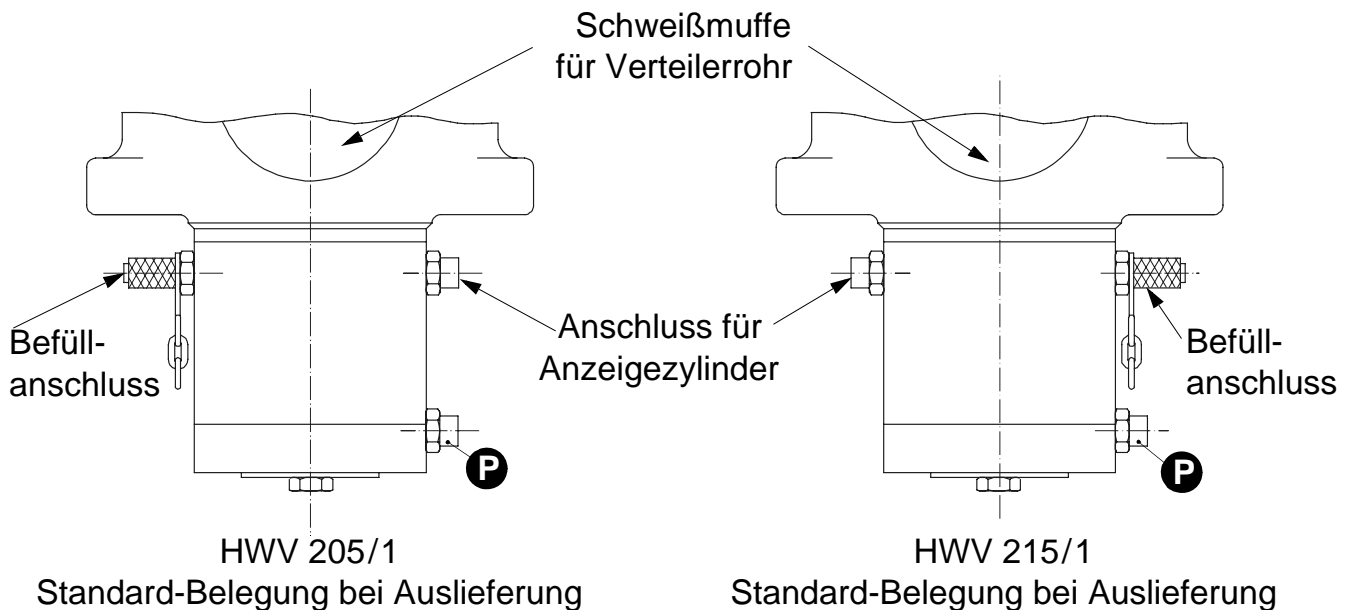 Schweißmuffe
für Verteilerrohr
Befüll-
anschluss
Anschluss für
Anzeigezylinder
Befüll-
anschluss
P
P
HWV 205/1
Standard-Belegung bei Auslieferung
HWV 215/1
Standard-Belegung bei Auslieferung